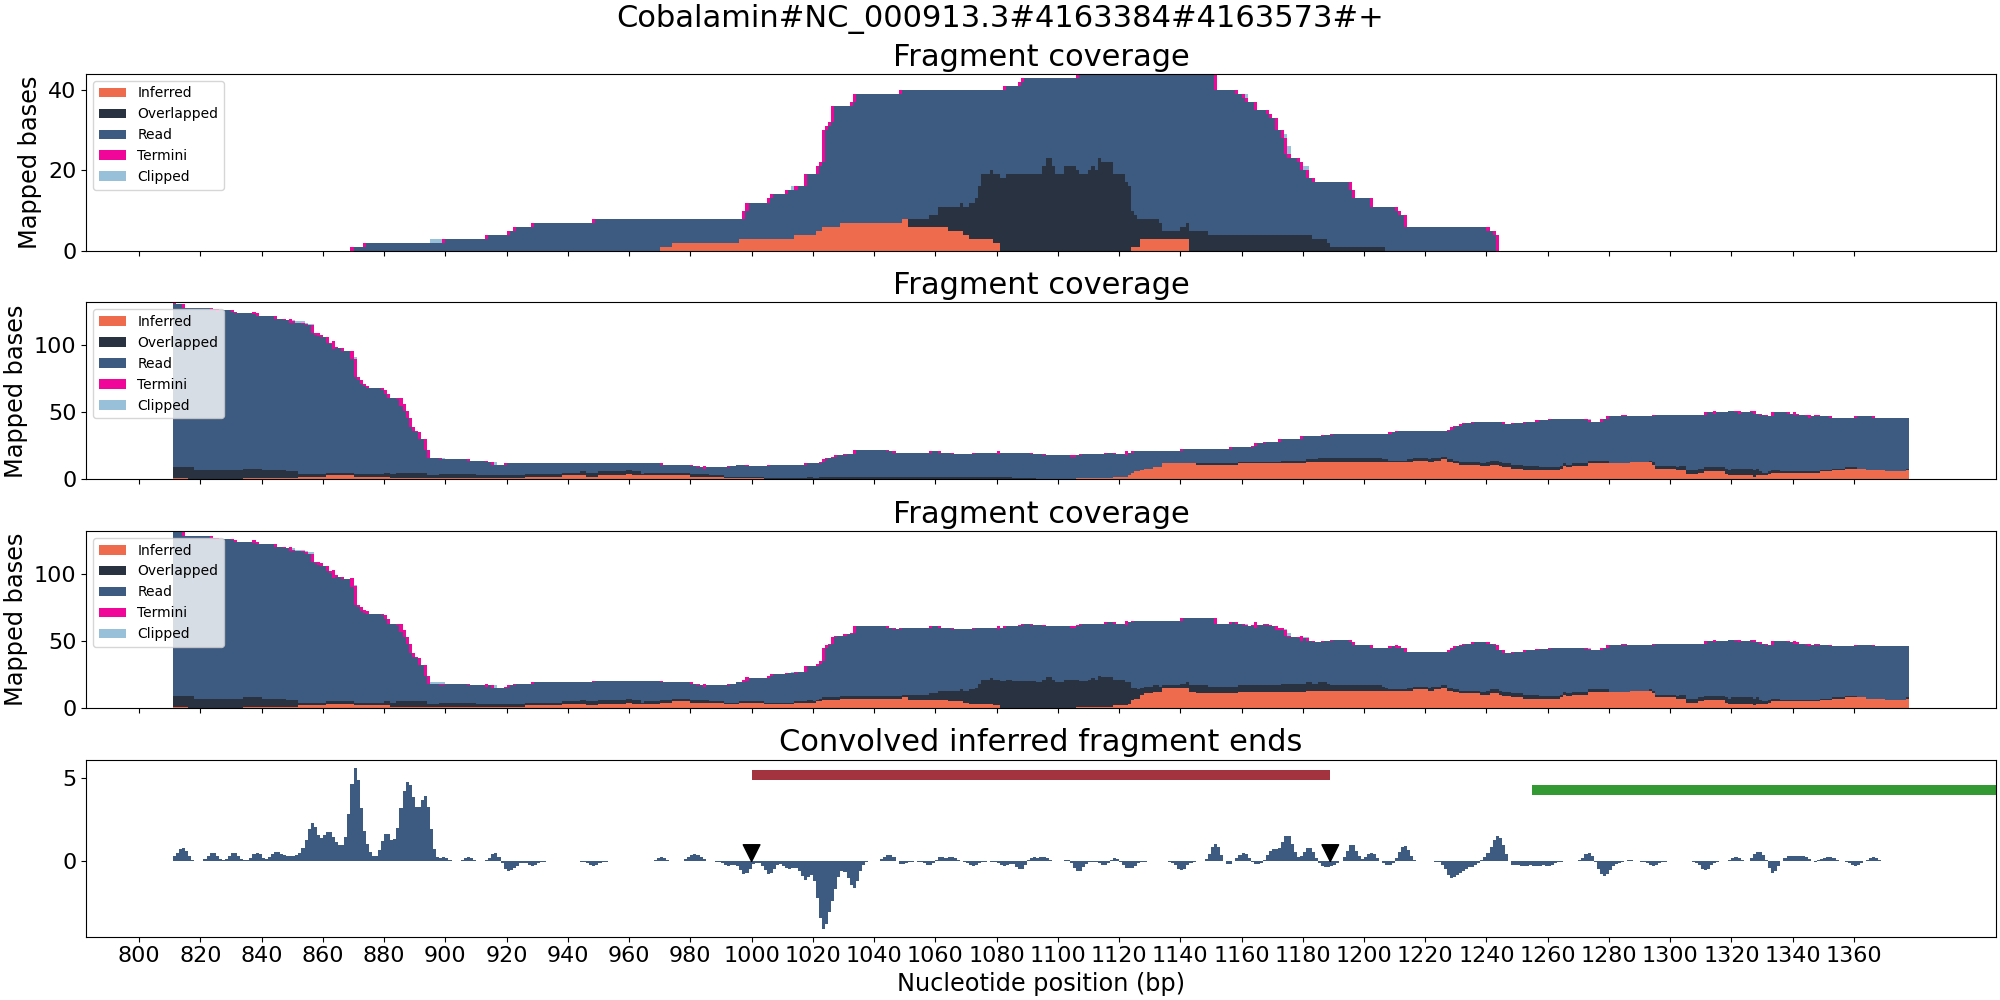 Cobalamin#NC_000913.3#4163384#4163573#+
Fragment coverage
Mapped bases
40
20
0
Inferred
Overlapped
Read
Termini
Clipped
Fragment coverage
Mapped bases
100
50
0
Inferred
Overlapped
Read
Termini
Clipped
Fragment coverage
Mapped bases
100
50
0
Inferred
Overlapped
Read
Termini
Clipped
Convolved inferred fragment ends
5
0
800 820 840 860 880 900 920 940 960 980 1000 1020 1040 1060 1080 1100 1120 1140 1160 1180 1200 1220 1240 1260 1280 1300 1320 1340 1360
Nucleotide position (bp)